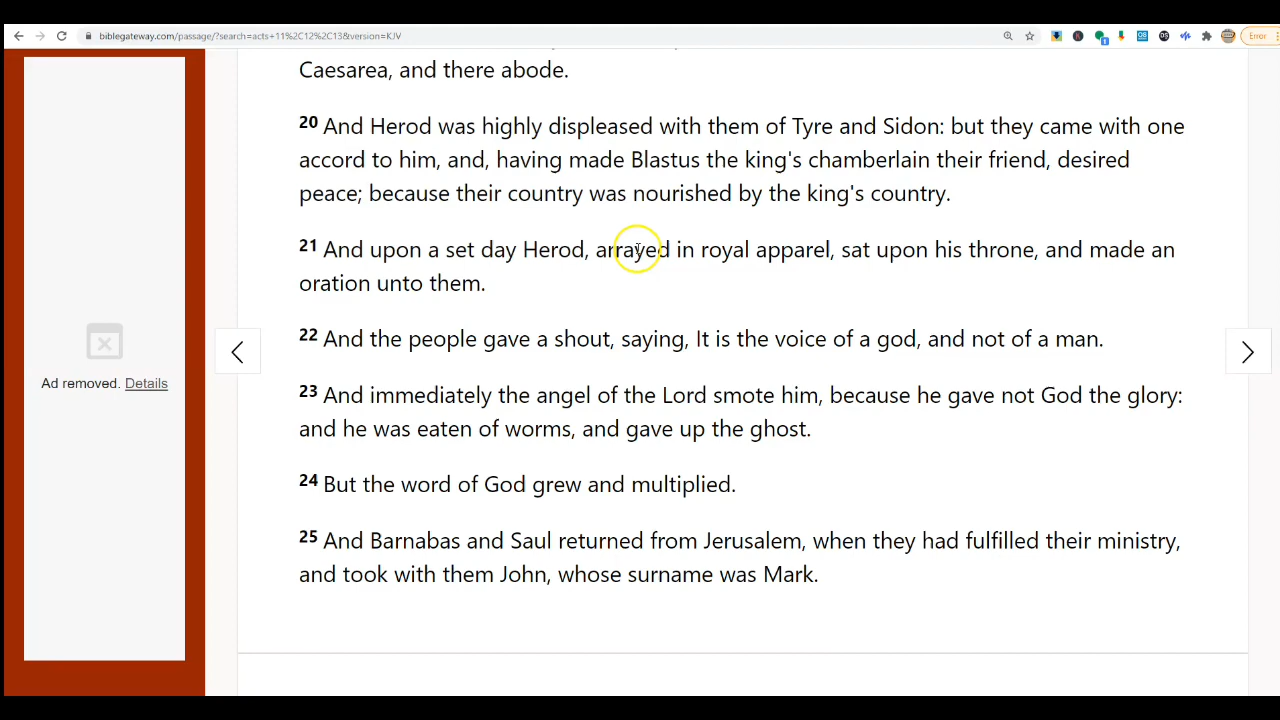 biblegateway.com/passage/?search=acts+11%2C12%2C13&version=KJV
Error
Caesarea, and there abode.
20 And Herod was highly displeased with them of Tyre and Sidon: but they came with one
accord to him, and, having made Blastus the king's chamberlain their friend, desired
peace; because their country was nourished by the king's country.
21 And upon a set day Herod, arrayed in royal apparel, sat upon his throne, and made an
oration unto them.
22 And the people gave a shout, saying, It is the voice of a god, and not of a man.
23 And immediately the angel of the Lord smote him, because he gave not God the glory:
and he was eaten of worms, and gave up the ghost.
24 But the word of God grew and multiplied.
25 And Barnabas and Saul returned from Jerusalem, when they had fulfilled their ministry,
and took with them John, whose surname was Mark.
Ad removed. Details